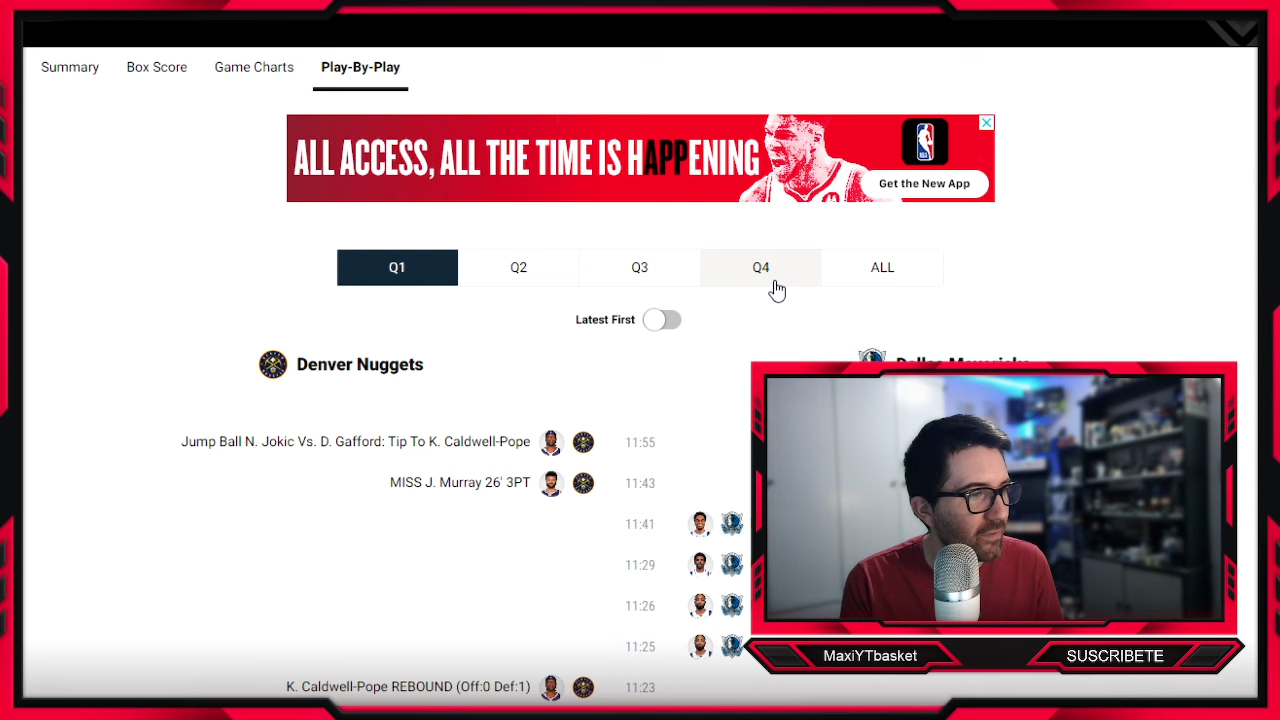 Summary Box Score Game Charts Play-By-Play
ALL ACCESS, ALL THE TIME IS HAPPENING
NBA
Get the New App
Q1 Q2 Q3 Q4 ALL
Latest First
Denver Nuggets
Dallas Mavericks
Jump Ball N. Jokic Vs. D. Gafford: Tip To K. Caldwell-Pope 11:55
MISS J. Murray 26' 3PT 11:43
11:41
11:29
11:26
11:25
K. Caldwell-Pope REBOUND (Off:0 Def:1) 11:23
MaxiYTbasket SUSCRIBETE